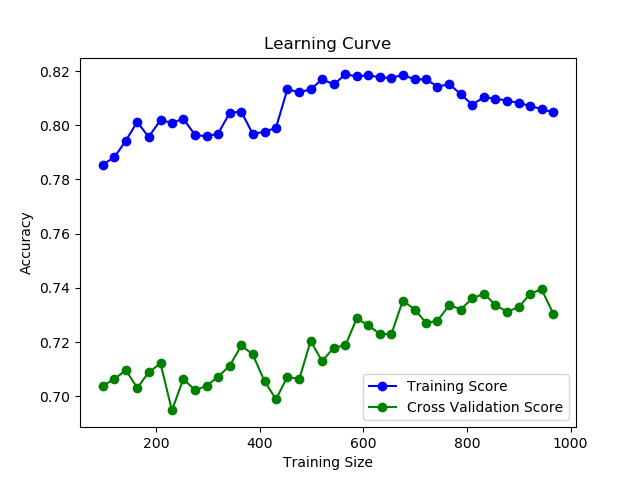 Learning Curve
0.82
0.80
0.78
0.76
0.74
0.72
0.70
Accuracy
Training Score
Cross Validation Score
200
400
600
800
1000
Training Size